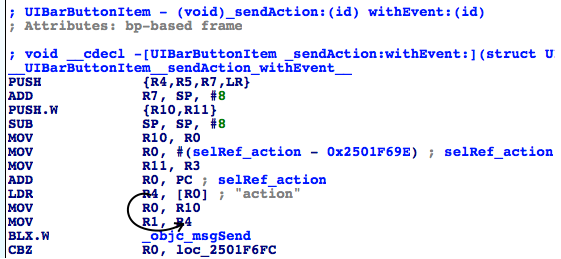 ; UIBarButtonItem - (void)_sendAction:(id) withEvent:(id)
; Attributes: bp-based frame
; void __cdecl -[UIBarButtonItem _sendAction:withEvent:](struct UI
__UIBarButtonItem__sendAction_withEvent__
PUSH {R4,R5,R7,LR}
ADD R7, SP, #8
PUSH.W {R10,R11}
SUB SP, SP, #8
MOV R10, R0
MOV R0, #(selRef_action - 0x2501F69E) ; selRef_action
MOV R11, R3
ADD R0, PC ; selRef_action
LDR R4, [R0] ; "action"
MOV R0, R10
MOV R1, R4
BLX.W _objc_msgSend
CBZ R0, loc_2501F6FC